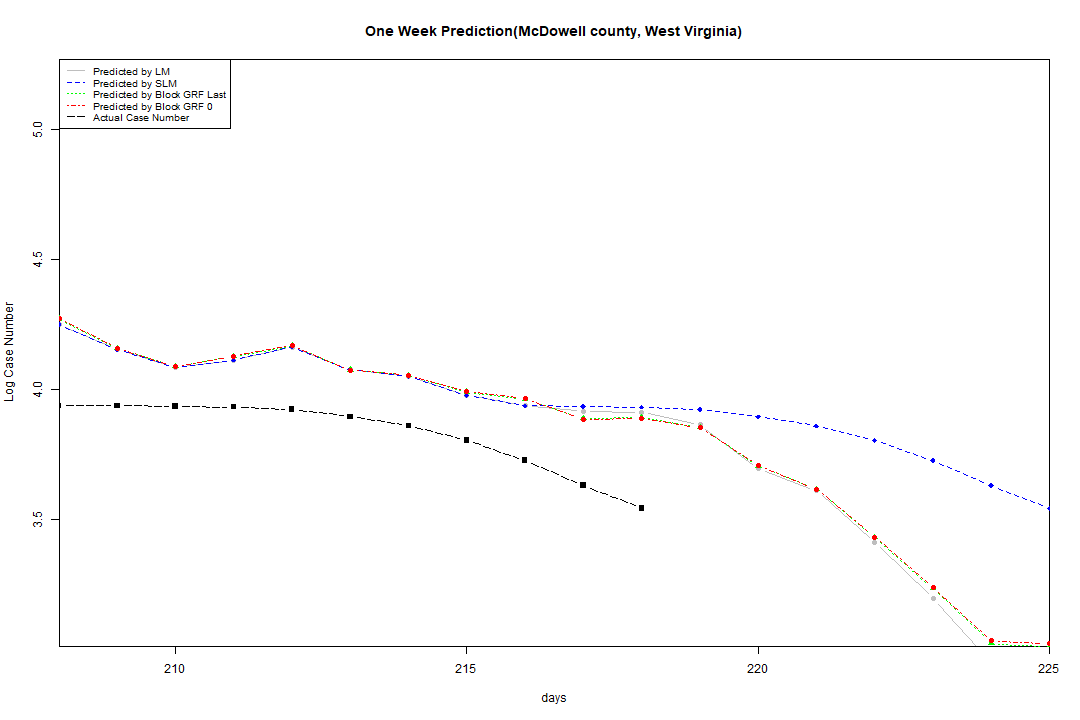 One Week Prediction(McDowell county, West Virginia)
Predicted by LM
Predicted by SLM
Predicted by Block GRF Last
Predicted by Block GRF 0
Actual Case Number
5.0
4.5
4.0
3.5
Log Case Number
210
215
220
225
days